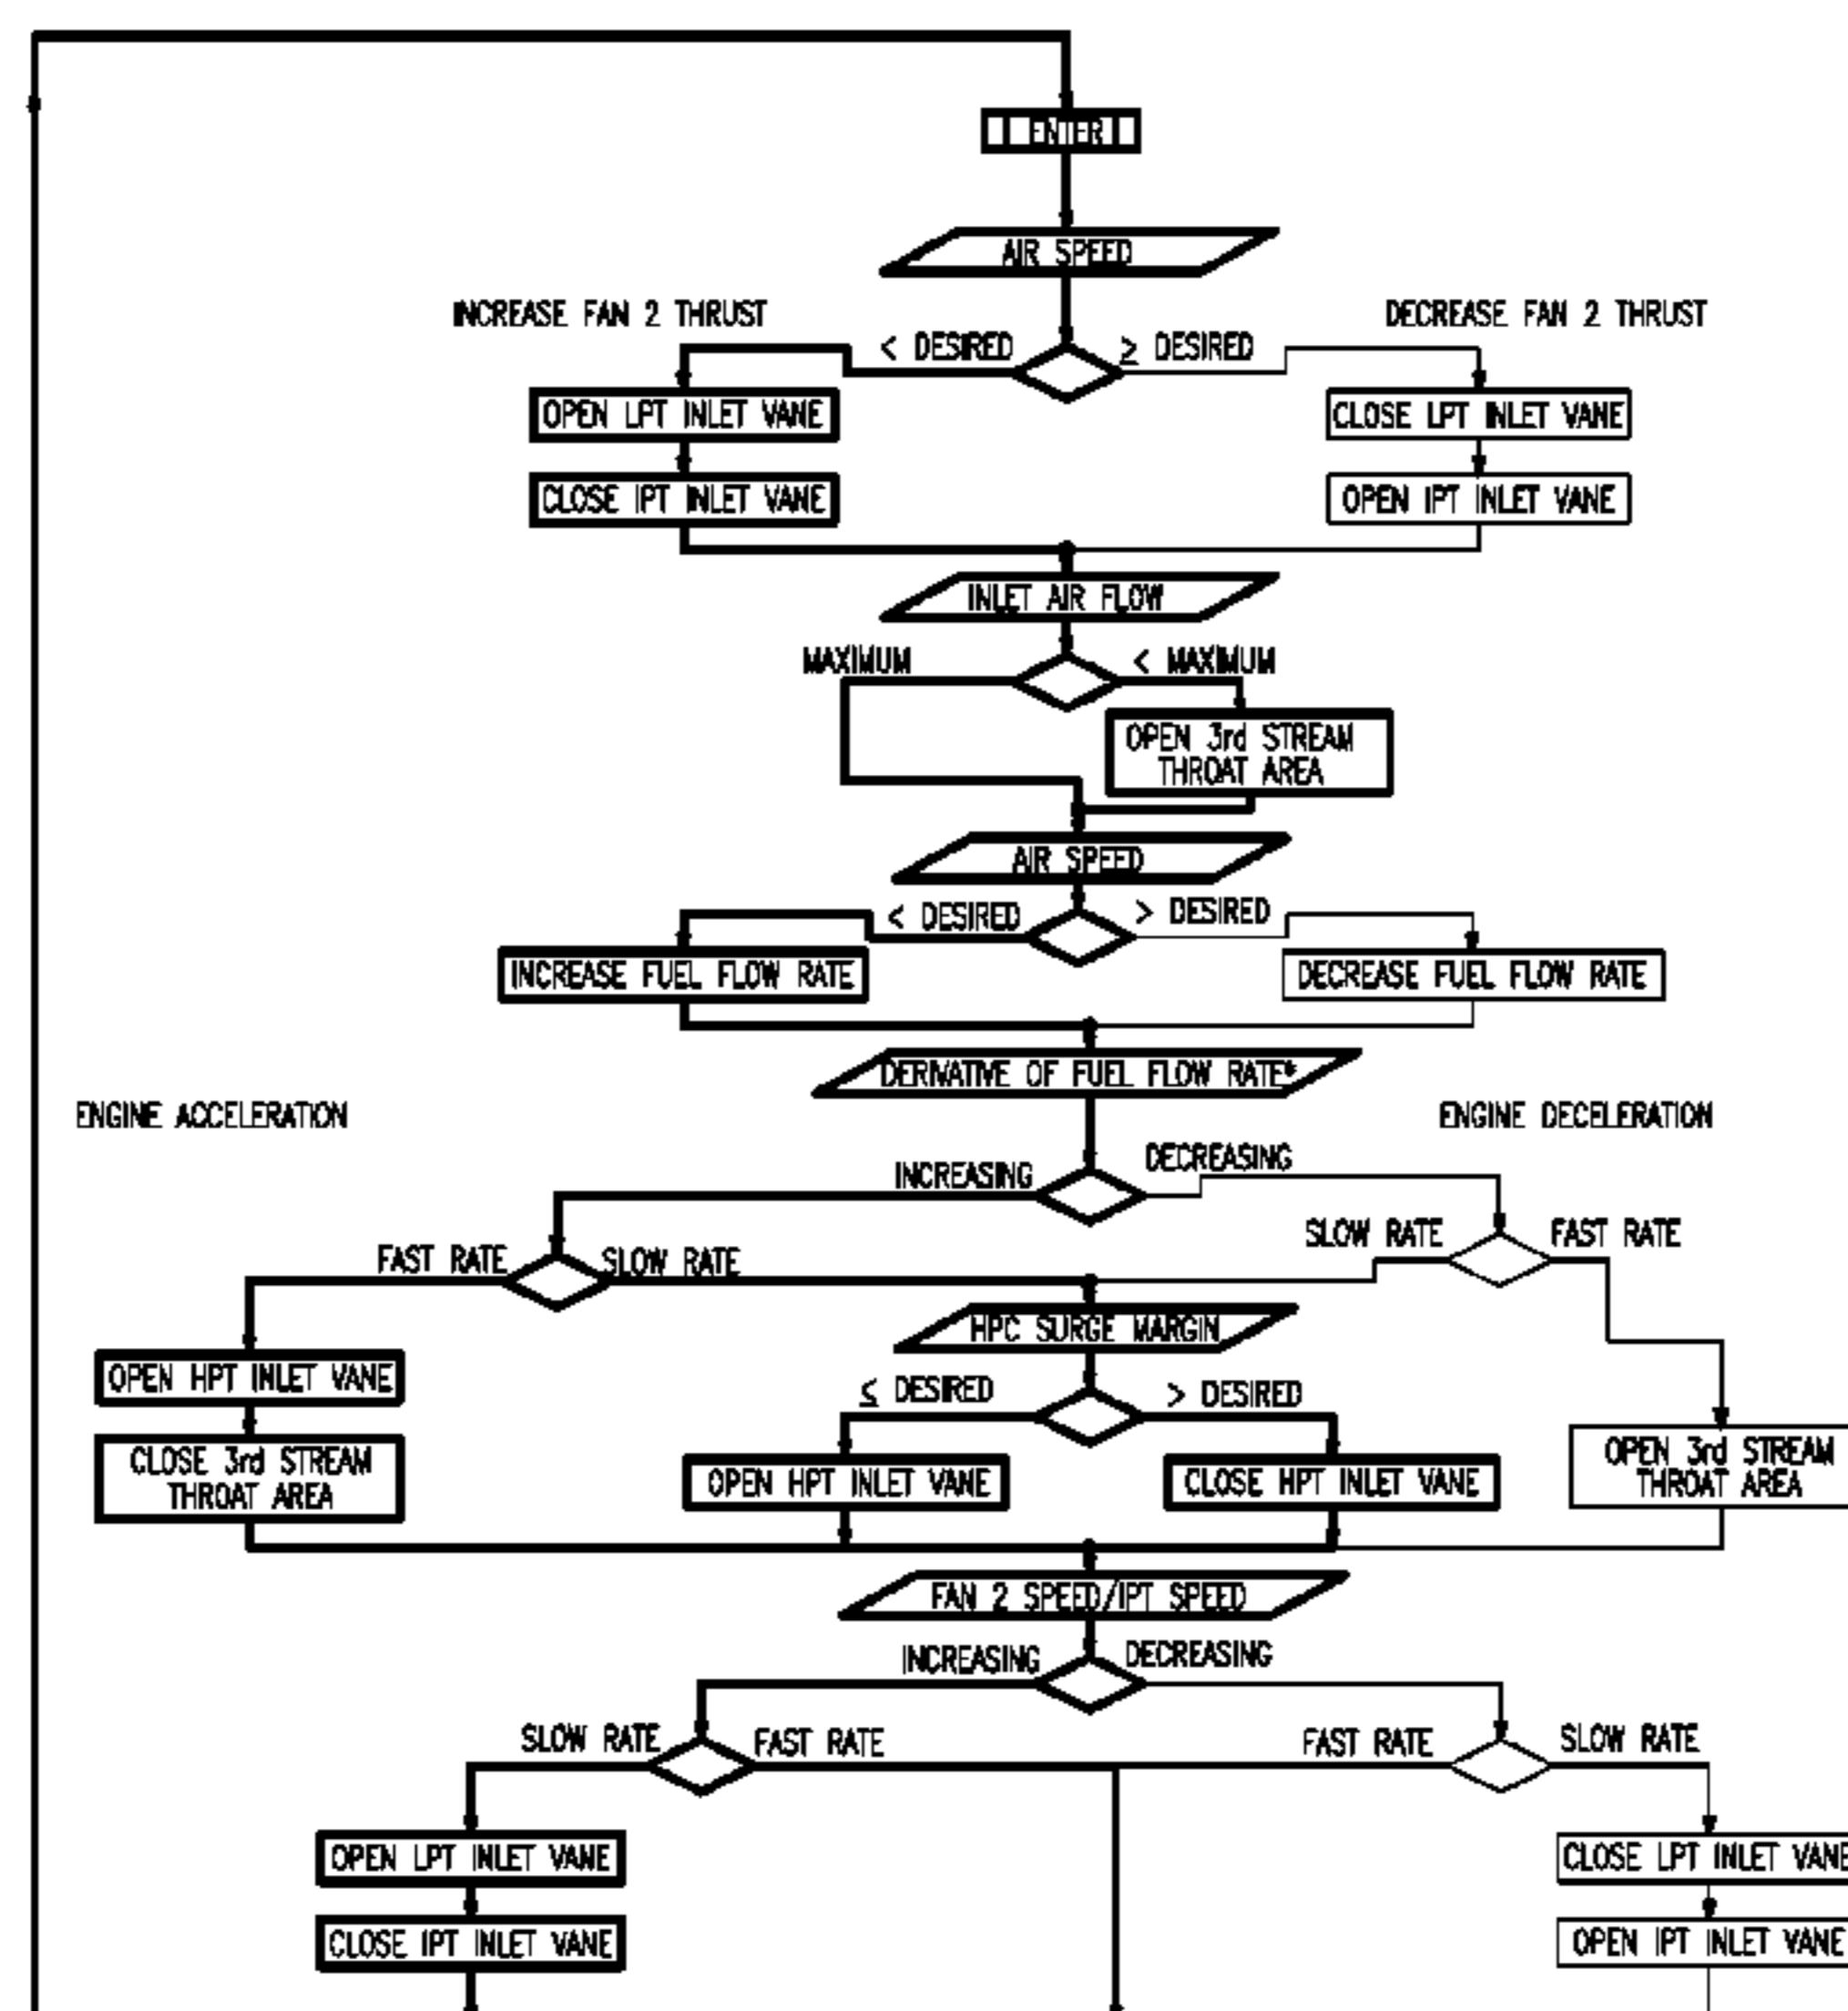 ENTER
AIR SPEED
INCREASE FAN 2 THRUST
DECREASE FAN 2 THRUST
< DESIRED
≥ DESIRED
OPEN LPT INLET VANE
CLOSE LPT INLET VANE
CLOSE IPT INLET VANE
OPEN IPT INLET VANE
INLET AIR FLOW
MAXIMUM
< MAXIMUM
OPEN 3rd STREAM
THROAT AREA
AIR SPEED
< DESIRED
> DESIRED
INCREASE FUEL FLOW RATE
DECREASE FUEL FLOW RATE
DERIVATIVE OF FUEL FLOW RATE*
ENGINE ACCELERATION
ENGINE DECELERATION
INCREASING
DECREASING
FAST RATE
SLOW RATE
SLOW RATE
FAST RATE
HPC SURGE MARGIN
OPEN HPT INLET VANE
≤ DESIRED
> DESIRED
CLOSE 3rd STREAM
THROAT AREA
OPEN HPT INLET VANE
CLOSE HPT INLET VANE
OPEN 3rd STREAM
THROAT AREA
FAN 2 SPEED/IPT SPEED
INCREASING
DECREASING
SLOW RATE
FAST RATE
FAST RATE
SLOW RATE
OPEN LPT INLET VANE
CLOSE LPT INLET VANE
CLOSE IPT INLET VANE
OPEN IPT INLET VANE